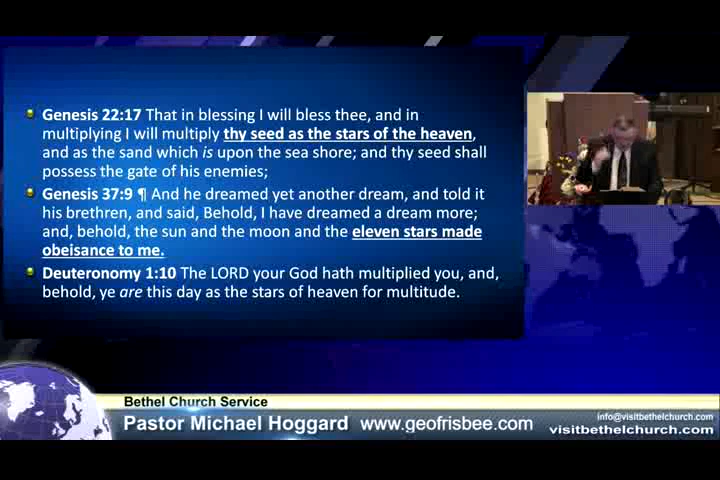 Genesis 22:17 That in blessing I will bless thee, and in
multiplying I will multiply thy seed as the stars of the heaven,
and as the sand which is upon the sea shore; and thy seed shall
possess the gate of his enemies;
Genesis 37:9 ¶ And he dreamed yet another dream, and told it
his brethren, and said, Behold, I have dreamed a dream more;
and, behold, the sun and the moon and the eleven stars made
obeisance to me.
Deuteronomy 1:10 The LORD your God hath multiplied you, and,
behold, ye are this day as the stars of heaven for multitude.
Bethel Church Service
Pastor Michael Hoggard www.geofrisbee.com
info@visitbethelchurch.com
visitbethelchurch.com